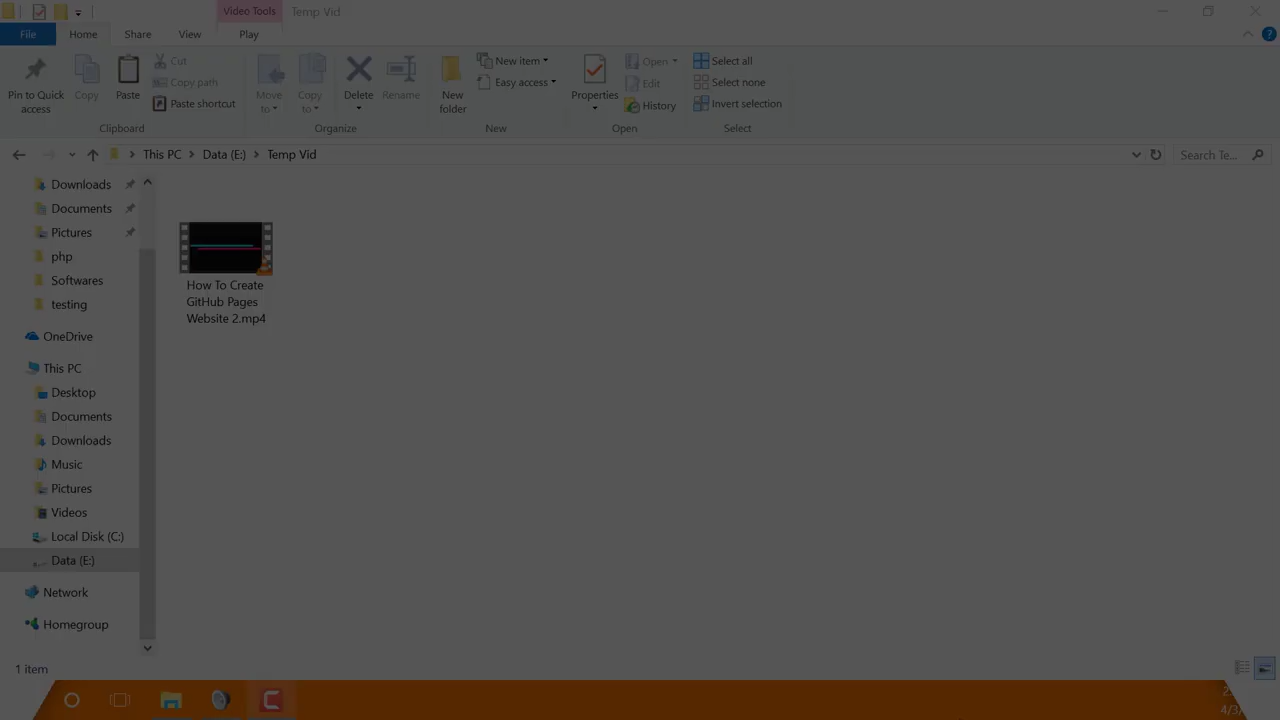 Video Tools
Temp Vid
File
Home
Share
View
Play
Pin to Quick
access
Copy
Paste
Cut
Copy path
Paste shortcut
Clipboard
Move
to
Copy
to
Delete
Rename
Organize
New
folder
New item
Easy access
New
Properties
Open
Edit
History
Open
Select all
Select none
Invert selection
Select
This PC
Data (E:)
Temp Vid
Search Te...
Downloads
Documents
Pictures
php
Softwares
testing
OneDrive
This PC
Desktop
Documents
Downloads
Music
Pictures
Videos
Local Disk (C:)
Data (E:)
Network
Homegroup
How To Create
GitHub Pages
Website 2.mp4
1 item